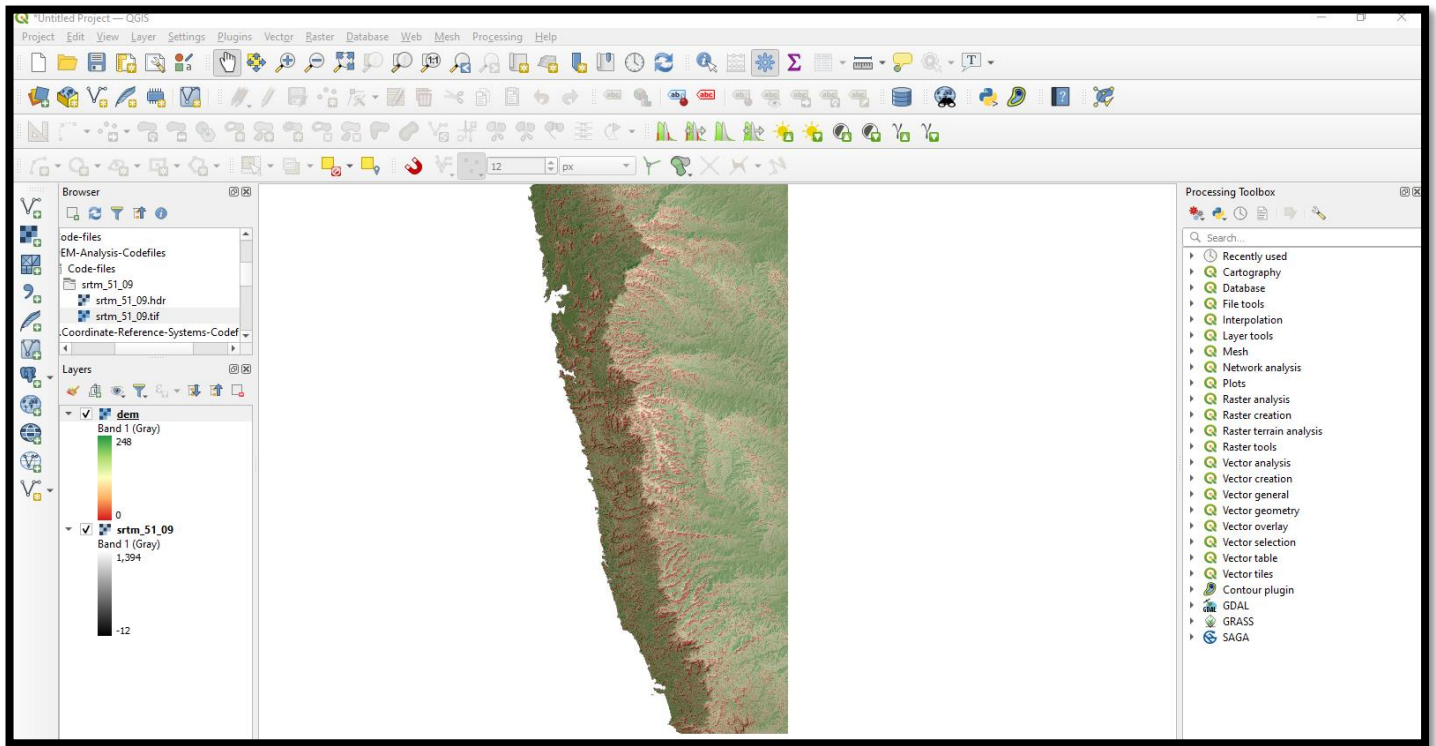 *Untitled Project — QGIS
Project Edit View Layer Settings Plugins Vector Raster Database Web Mesh Processing Help
12 px
Browser
ode-files
EM-Analysis-Codefiles
Code-files
srtm_51_09
srtm_51_09.hdr
srtm_51_09.tif
.Coordinate-Reference-Systems-Codef
Layers
dem
Band 1 (Gray)
248
0
srtm_51_09
Band 1 (Gray)
1,394
-12
Processing Toolbox
Search...
Recently used
Cartography
Database
File tools
Interpolation
Layer tools
Mesh
Network analysis
Plots
Raster analysis
Raster creation
Raster terrain analysis
Raster tools
Vector analysis
Vector creation
Vector general
Vector geometry
Vector overlay
Vector selection
Vector table
Vector tiles
Contour plugin
GDAL
GRASS
SAGA